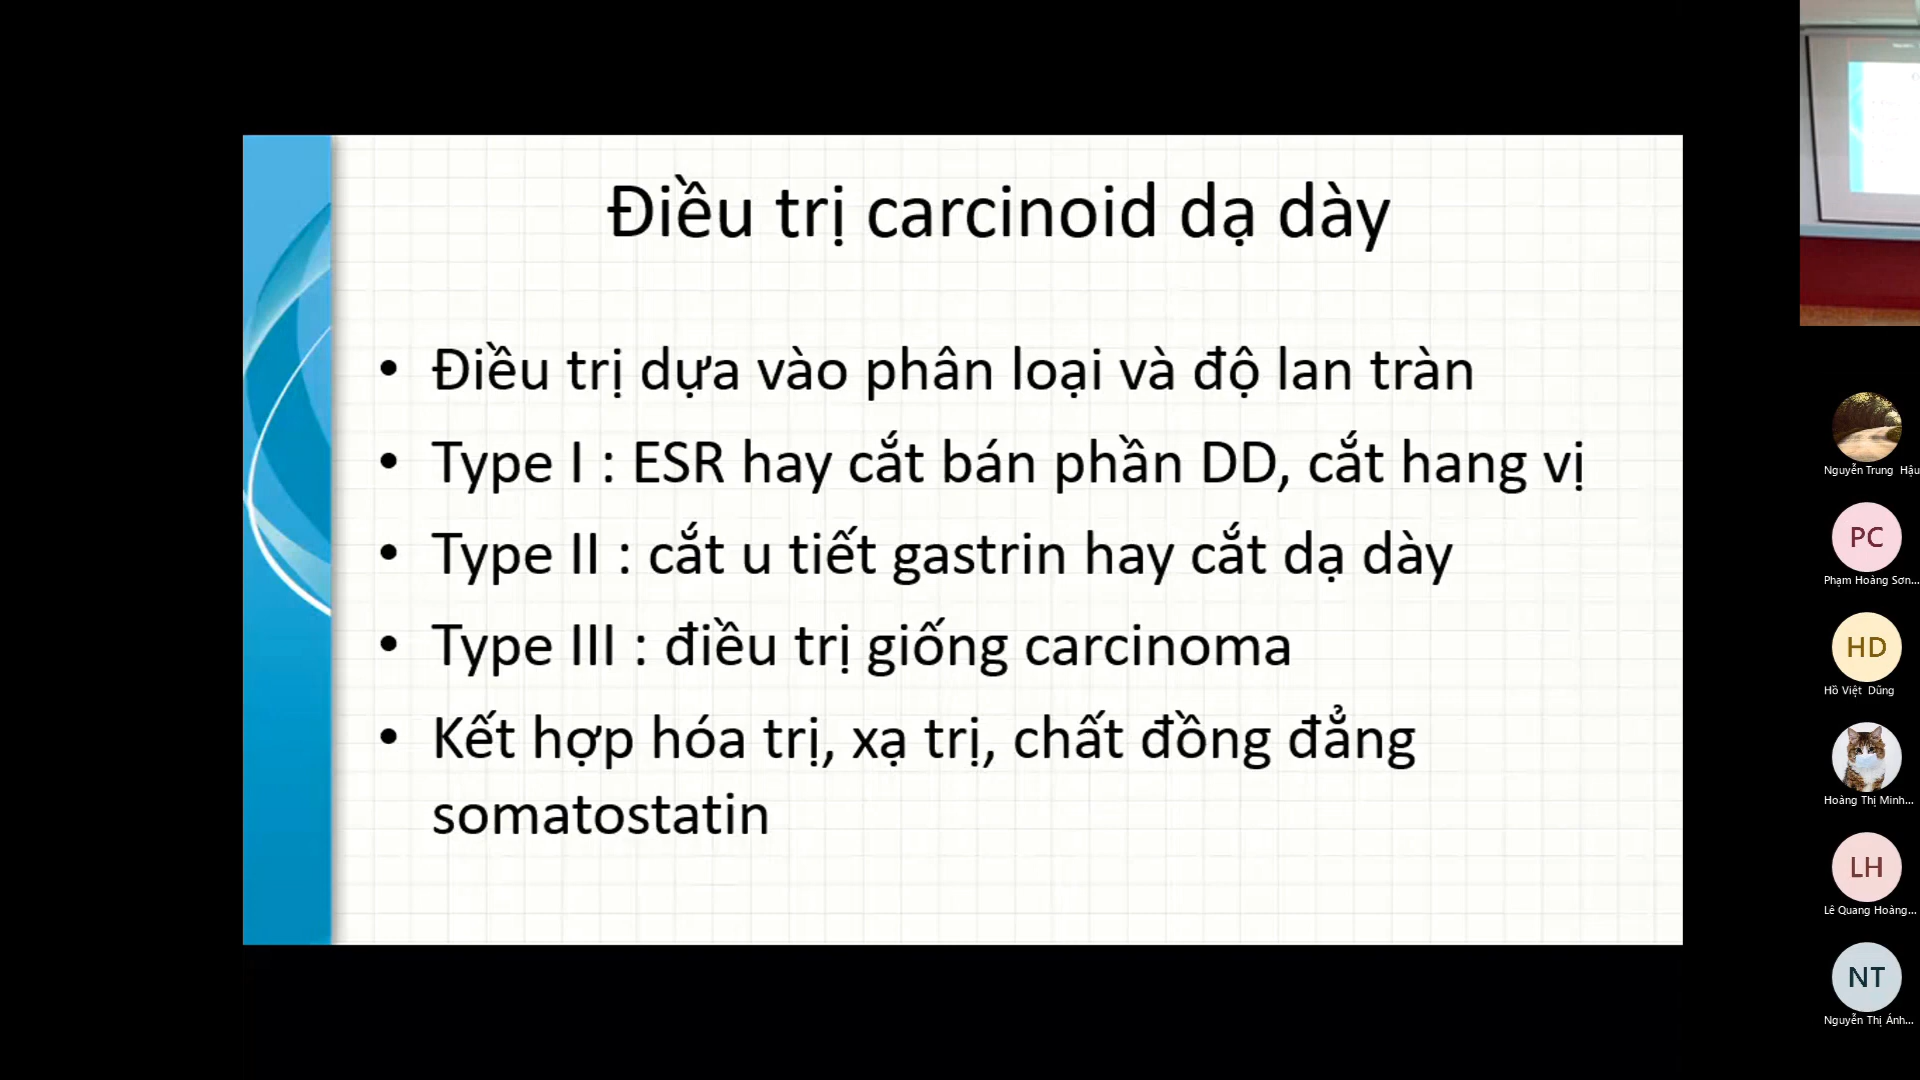 Điều trị carcinoid dạ dày
• Điều trị dựa vào phân loại và độ lan tràn
• Type I : ESR hay cắt bán phần DD, cắt hang vị
• Type II : cắt u tiết gastrin hay cắt dạ dày
• Type III : điều trị giống carcinoma
• Kết hợp hóa trị, xạ trị, chất đồng đẳng
somatostatin
Nguyễn Trung Hậu
PC
Phạm Hoàng Sơn...
HD
Hồ Việt Dũng
Hoàng Thị Minh...
LH
Lê Quang Hoàng...
NT
Nguyễn Thị Ánh...